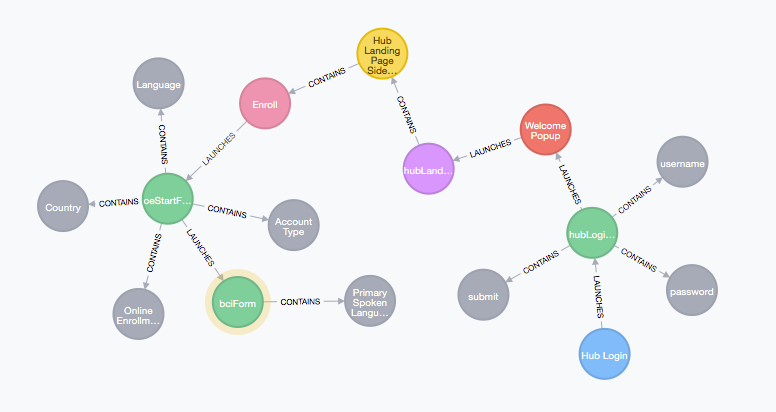 Hub
Landing
Page
Side...
CONTAINS
Enroll
Language
CONTAINS
LAUNCHES
CONTAINS
Welcome
Popup
LAUNCHES
hubLand...
username
CONTAINS
LAUNCHES
oeStartF...
CONTAINS
Country
CONTAINS
Account
Type
CONTAINS
LAUNCHES
hubLogi...
CONTAINS
CONTAINS
submit
password
LAUNCHES
Online
Enrollm...
bciForm
CONTAINS
Primary
Spoken
Langu...
Hub Login